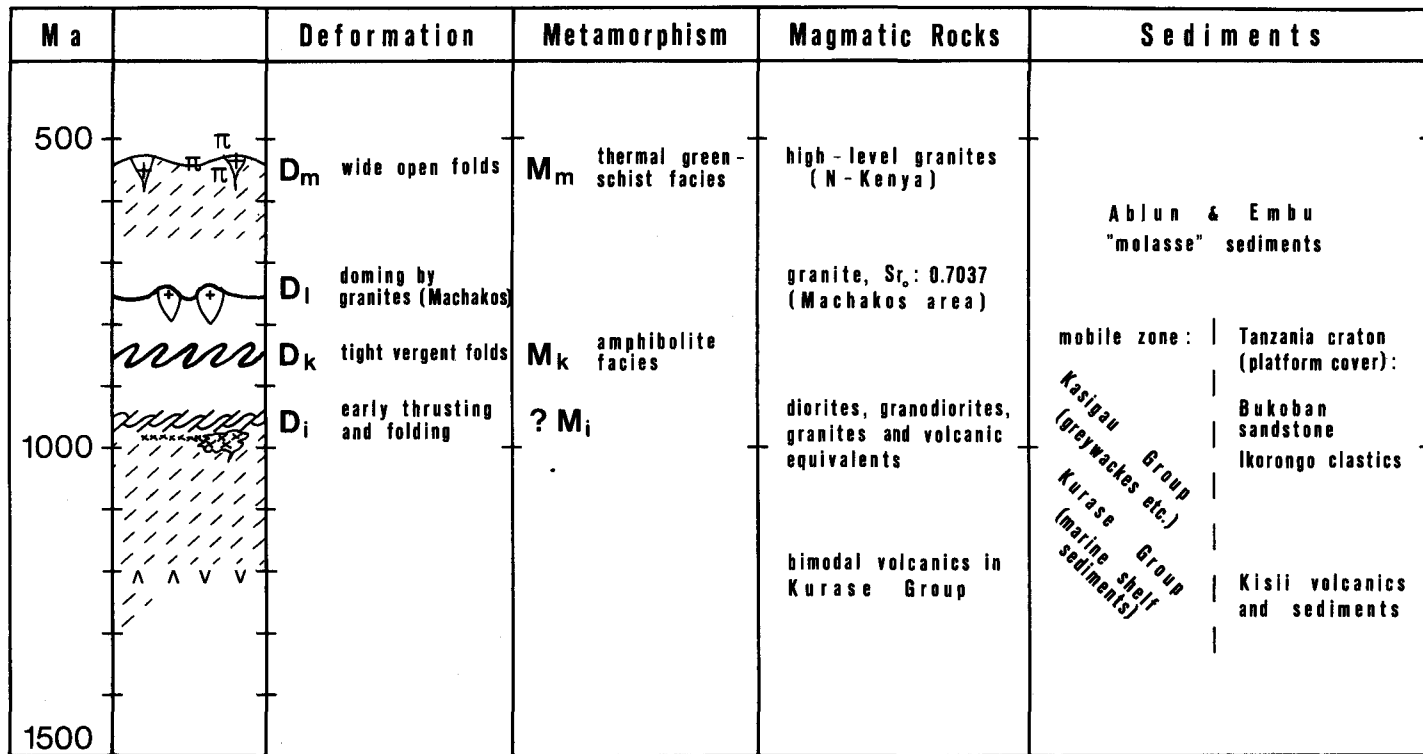 Ma
Deformation
Metamorphism
Magmatic Rocks
Sediments
500
1000
1500
π
π
π
Dm wide open folds
Dl doming by
granites (Machakos)
Dk tight vergent folds
Di early thrusting
and folding
Mm thermal green-
schist facies
Mk amphibolite
facies
? Mi
high-level granites
(N-Kenya)
granite, Sr₀: 0.7037
(Machakos area)
diorites, granodiorites,
granites and volcanic
equivalents
bimodal volcanics in
Kurase Group
Ablun & Embu
"molasse" sediments
mobile zone:
Kasigau Group
(greywackes etc.)
Kurase Group
(marine shelf
sediments)
Tanzania craton
(platform cover):
Bukoban
sandstone
Ikorongo clastics
Kisii volcanics
and sediments